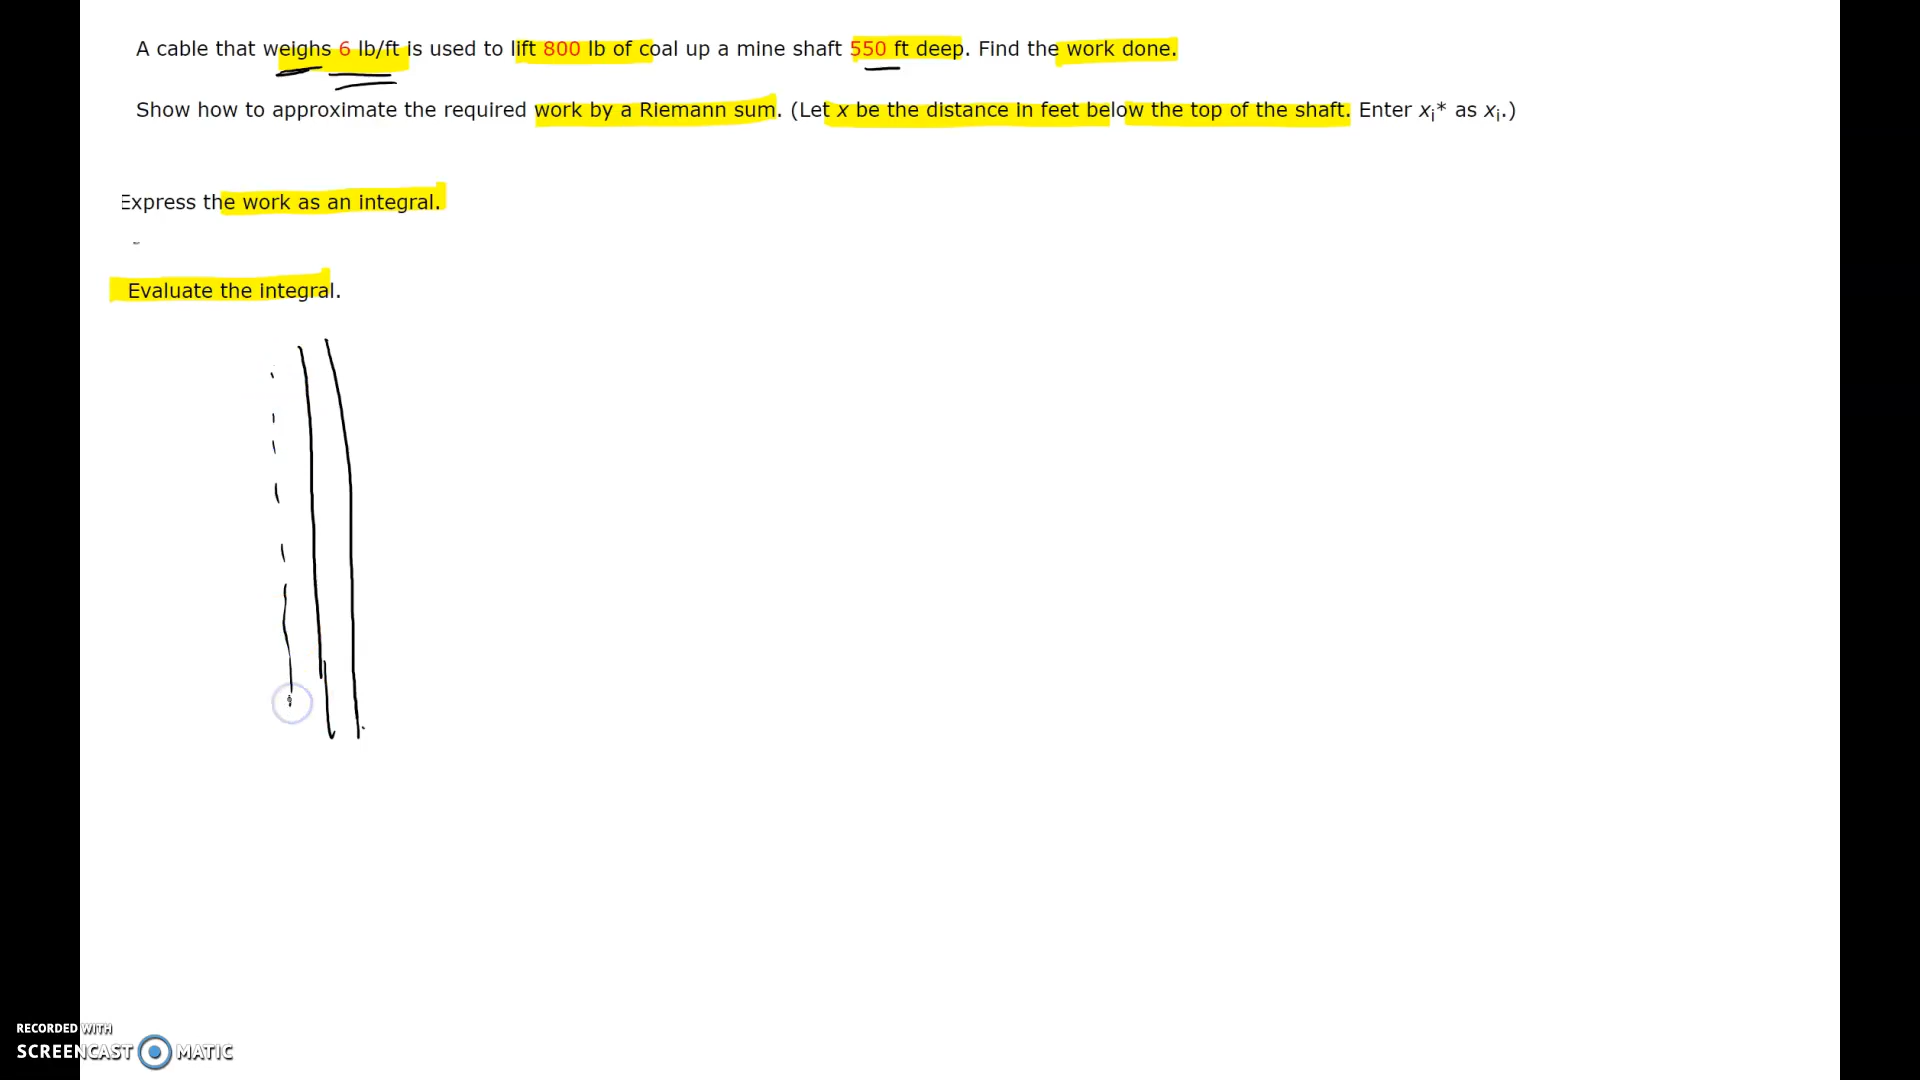 A cable that weighs 6 lb/ft is used to lift 800 lb of coal up a mine shaft 550 ft deep. Find the work done.
Show how to approximate the required work by a Riemann sum. (Let x be the distance in feet below the top of the shaft. Enter xi* as xi.)
Express the work as an integral.
Evaluate the integral.
RECORDED WITH
SCREENCAST MATIC